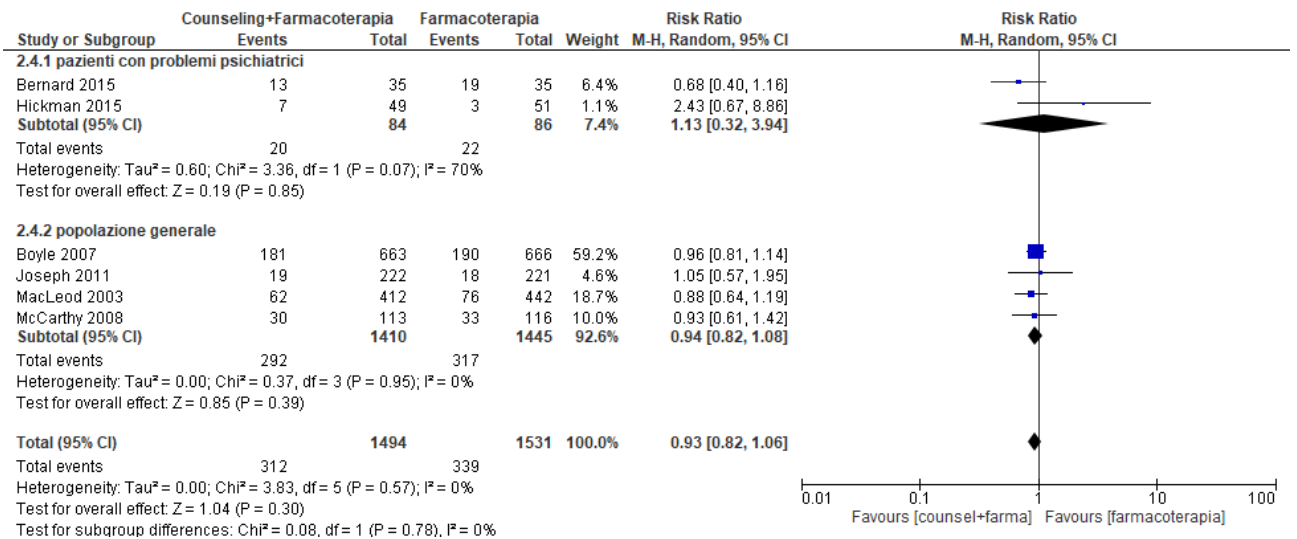 Counseling+Farmacoterapia Farmacoterapia Risk Ratio Risk Ratio
Study or Subgroup Events Total Events Total Weight M-H, Random, 95% CI M-H, Random, 95% CI
2.4.1 pazienti con problemi psichiatrici
Bernard 2015 13 35 19 35 6.4% 0.68 [0.40, 1.16]
Hickman 2015 7 49 3 51 1.1% 2.43 [0.67, 8.86]
Subtotal (95% CI) 84 86 7.4% 1.13 [0.32, 3.94]
Total events 20 22
Heterogeneity: Tau² = 0.60; Chi² = 3.36, df = 1 (P = 0.07); I² = 70%
Test for overall effect: Z = 0.19 (P = 0.85)
2.4.2 popolazione generale
Boyle 2007 181 663 190 666 59.2% 0.96 [0.81, 1.14]
Joseph 2011 19 222 18 221 4.6% 1.05 [0.57, 1.95]
MacLeod 2003 62 412 76 442 18.7% 0.88 [0.64, 1.19]
McCarthy 2008 30 113 33 116 10.0% 0.93 [0.61, 1.42]
Subtotal (95% CI) 1410 1445 92.6% 0.94 [0.82, 1.08]
Total events 292 317
Heterogeneity: Tau² = 0.00; Chi² = 0.37, df = 3 (P = 0.95); I² = 0%
Test for overall effect: Z = 0.85 (P = 0.39)
Total (95% CI) 1494 1531 100.0% 0.93 [0.82, 1.06]
Total events 312 339
Heterogeneity: Tau² = 0.00; Chi² = 3.83, df = 5 (P = 0.57); I² = 0%
Test for overall effect: Z = 1.04 (P = 0.30)
Test for subgroup differences: Chi² = 0.08, df = 1 (P = 0.78), I² = 0%
0.01 0.1 1 10 100
Favours [counsel+farma] Favours [farmacoterapia]